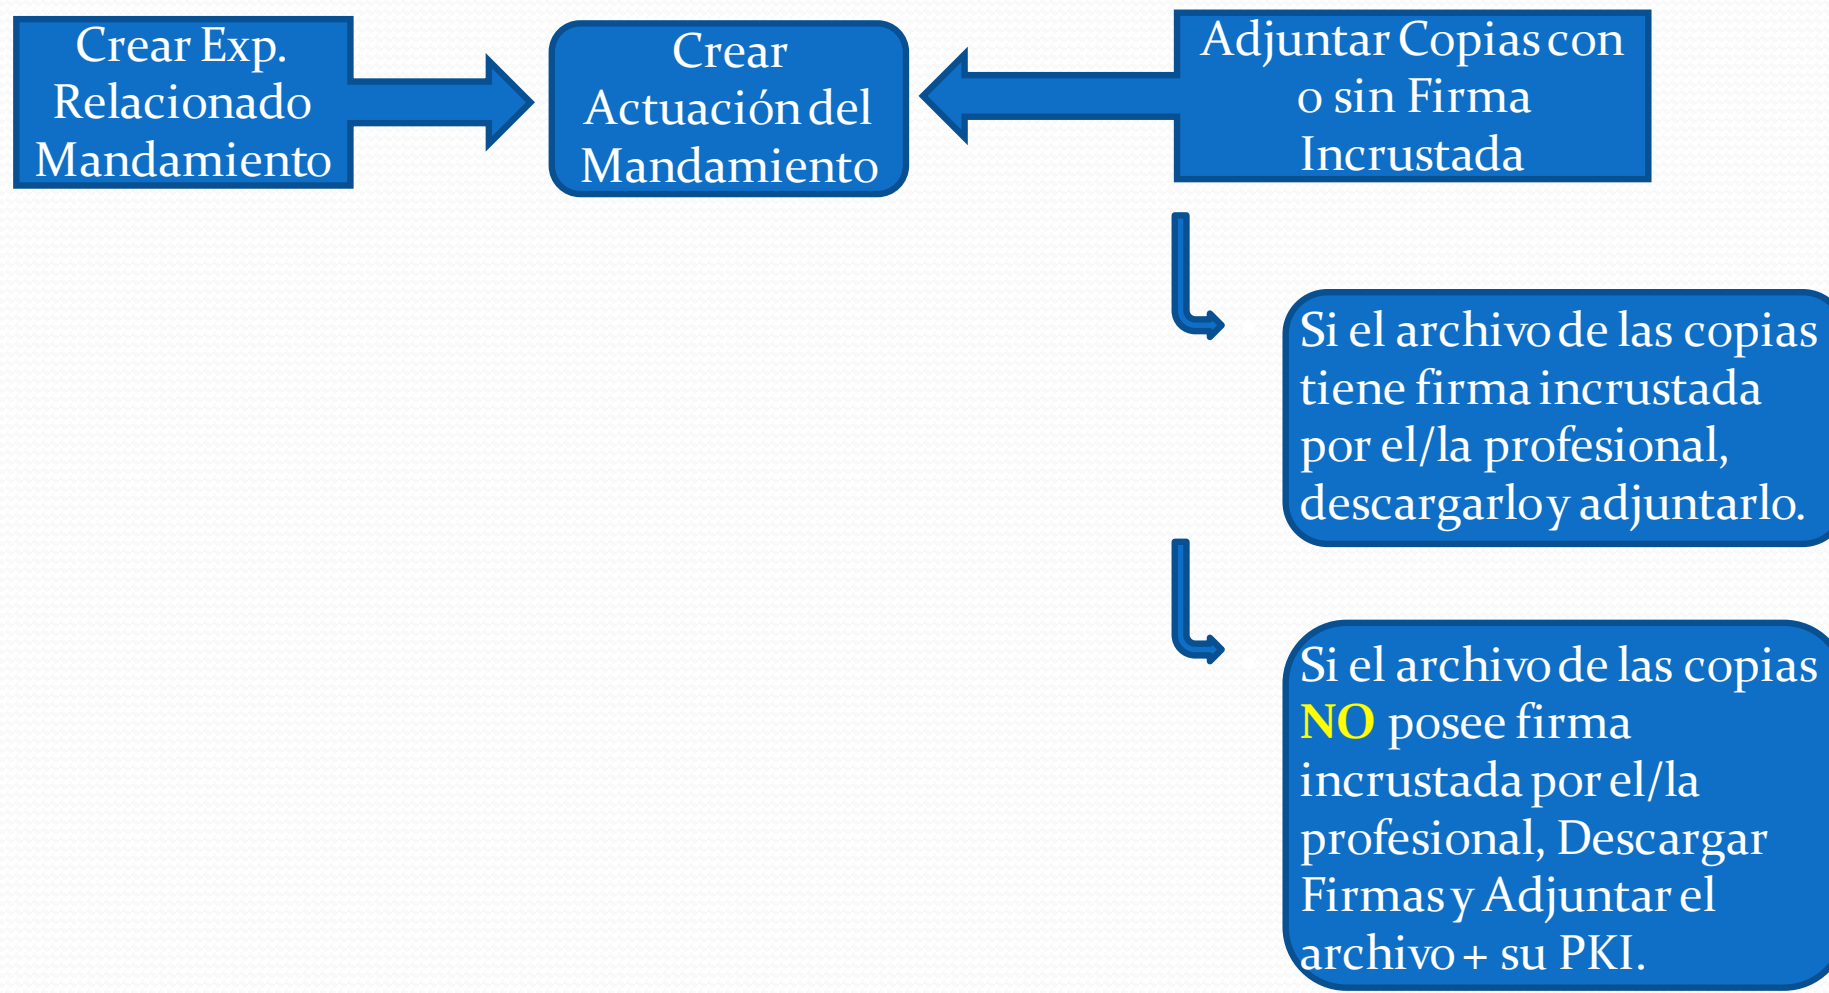 Crear Exp.
Relacionado
Mandamiento
Crear
Actuación del
Mandamiento
Adjuntar Copias con
o sin Firma
Incrustada
Si el archivo de las copias
tiene firma incrustada
por el/la profesional,
descargarlo y adjuntarlo.
Si el archivo de las copias
NO posee firma
incrustada por el/la
profesional, Descargar
Firmas y Adjuntar el
archivo + su PKI.